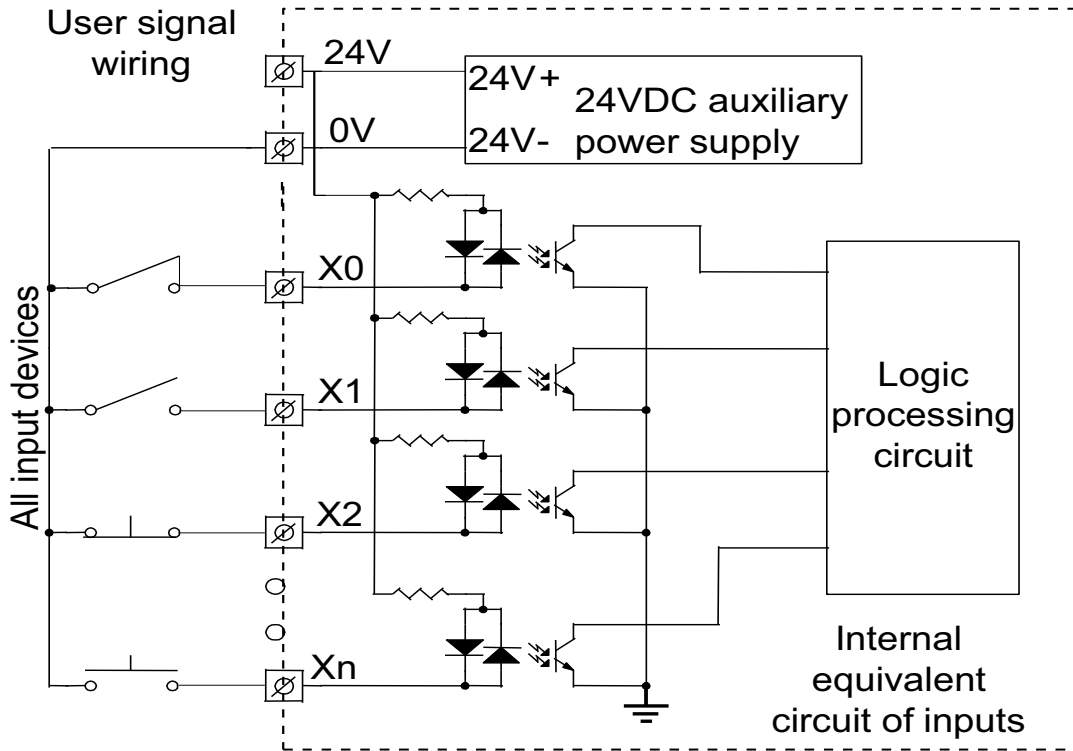 User signal
wiring
24V
24V+
24VDC auxiliary
power supply
0V
24V-
X0
X1
X2
Xn
All input devices
Logic
processing
circuit
Internal
equivalent
circuit of inputs